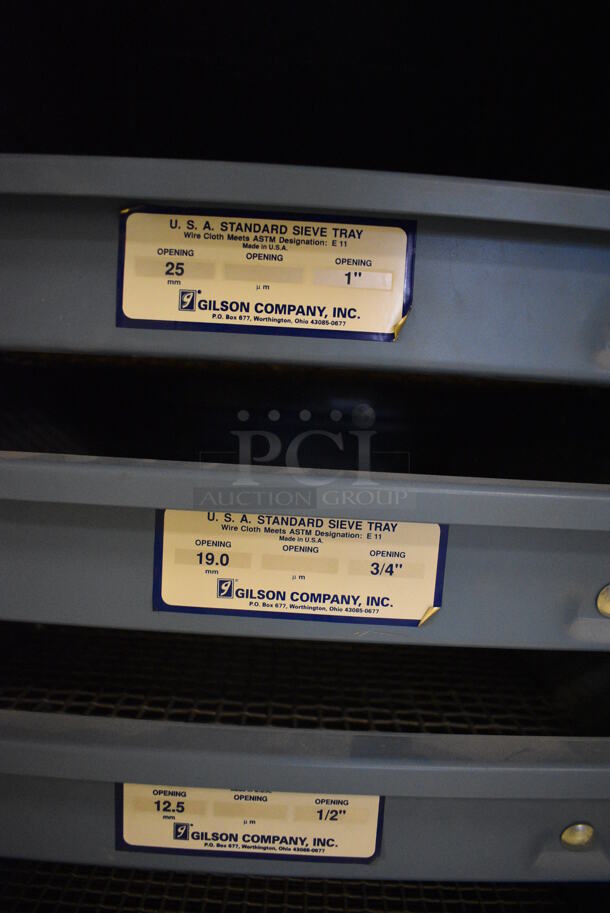 U. S. A. STANDARD SIEVE TRAY
Wire Cloth Meets ASTM Designation: E 11
Made in U.S.A.
OPENING OPENING OPENING
25 1"
mm μm
g® GILSON COMPANY, INC.
P.O. Box 677, Worthington, Ohio 43085-0677
PCI
AUCTION GROUP
U. S. A. STANDARD SIEVE TRAY
Wire Cloth Meets ASTM Designation: E 11
Made in U.S.A.
OPENING OPENING OPENING
19.0 3/4"
mm μm
g® GILSON COMPANY, INC.
P.O. Box 677, Worthington, Ohio 43085-0677
OPENING OPENING OPENING
12.5 1/2"
mm μm
g® GILSON COMPANY, INC.
P.O. Box 677, Worthington, Ohio 43085-0677